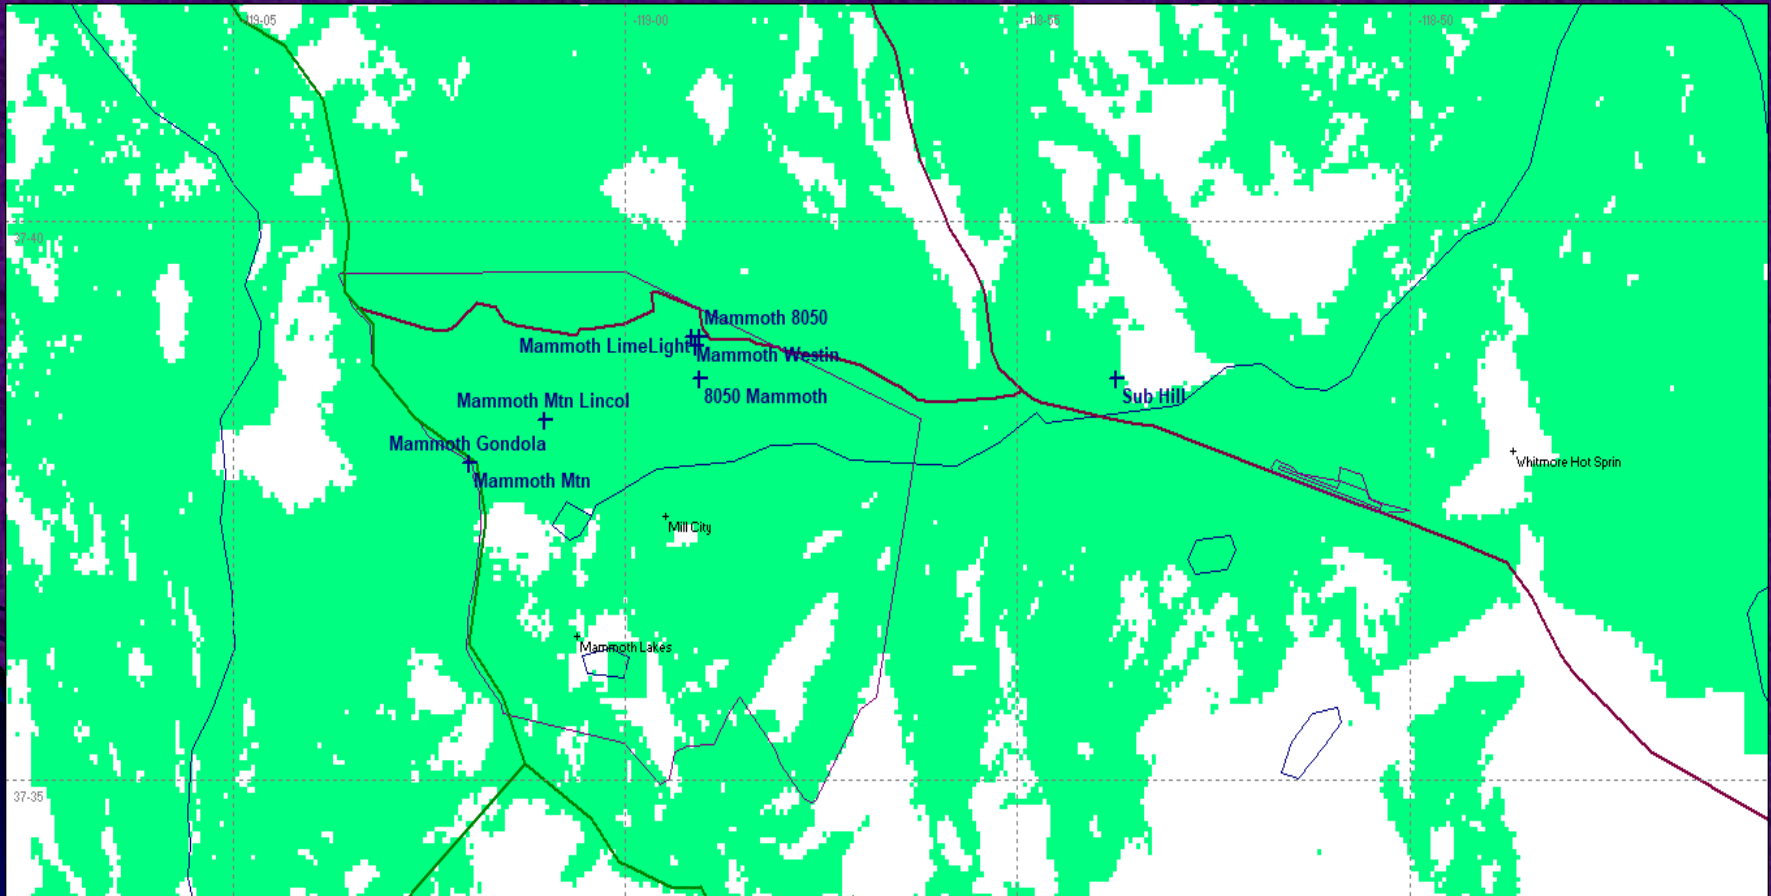 -119-05
-119-00
-118-55
-118-50
37-40
Mammoth 8050
Mammoth LimeLight
Mammoth Westin
8050 Mammoth
Sub Hill
Mammoth Mtn Lincol
Mammoth Gondola
Mammoth Mtn
Whitmore Hot Sprin
Mill City
Mammoth Lakes
37-35